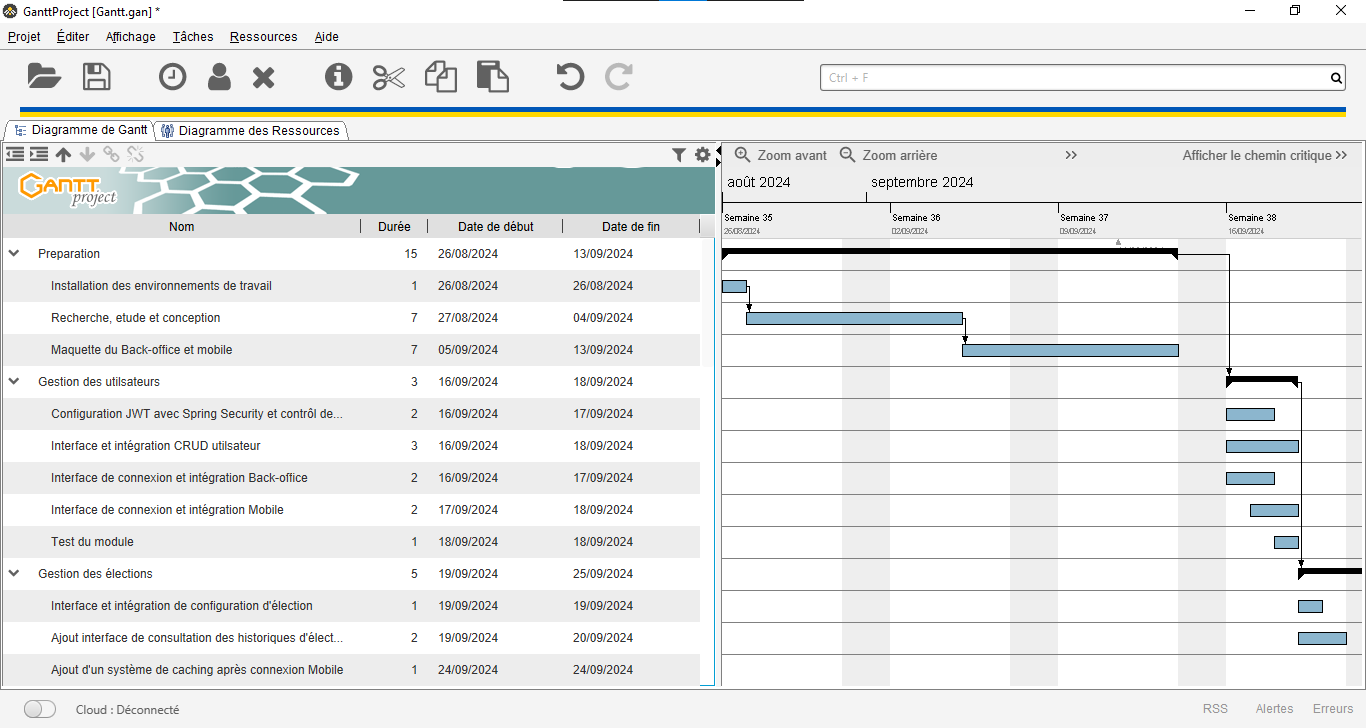 GanttProject [Gantt.gan] *
Projet Éditer Affichage Tâches Ressources Aide
Ctrl + F
Diagramme de Gantt Diagramme des Ressources
Zoom avant Zoom arrière >> Afficher le chemin critique >>
GANTT project
août 2024 septembre 2024
Semaine 35 Semaine 36 Semaine 37 Semaine 38
26/08/2024 02/09/2024 09/09/2024 16/09/2024
Nom Durée Date de début Date de fin
Preparation 15 26/08/2024 13/09/2024
Installation des environnements de travail 1 26/08/2024 26/08/2024
Recherche, etude et conception 7 27/08/2024 04/09/2024
Maquette du Back-office et mobile 7 05/09/2024 13/09/2024
Gestion des utilsateurs 3 16/09/2024 18/09/2024
Configuration JWT avec Spring Security et contrôl de... 2 16/09/2024 17/09/2024
Interface et intégration CRUD utilsateur 3 16/09/2024 18/09/2024
Interface de connexion et intégration Back-office 2 16/09/2024 17/09/2024
Interface de connexion et intégration Mobile 2 17/09/2024 18/09/2024
Test du module 1 18/09/2024 18/09/2024
Gestion des élections 5 19/09/2024 25/09/2024
Interface et intégration de configuration d'élection 1 19/09/2024 19/09/2024
Ajout interface de consultation des historiques d'élect... 2 19/09/2024 20/09/2024
Ajout d'un système de caching après connexion Mobile 1 24/09/2024 24/09/2024
Cloud : Déconnecté RSS Alertes Erreurs